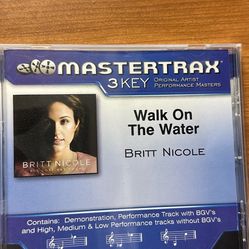 MASTERTRAX™
3 KEY ORIGINAL ARTIST
PERFORMANCE MASTERS
Walk On
The Water
BRITT NICOLE
BRITT NICOLE
Contains: Demonstration, Performance Track with BGV's
and High, Medium & Low Performance tracks without BGV's